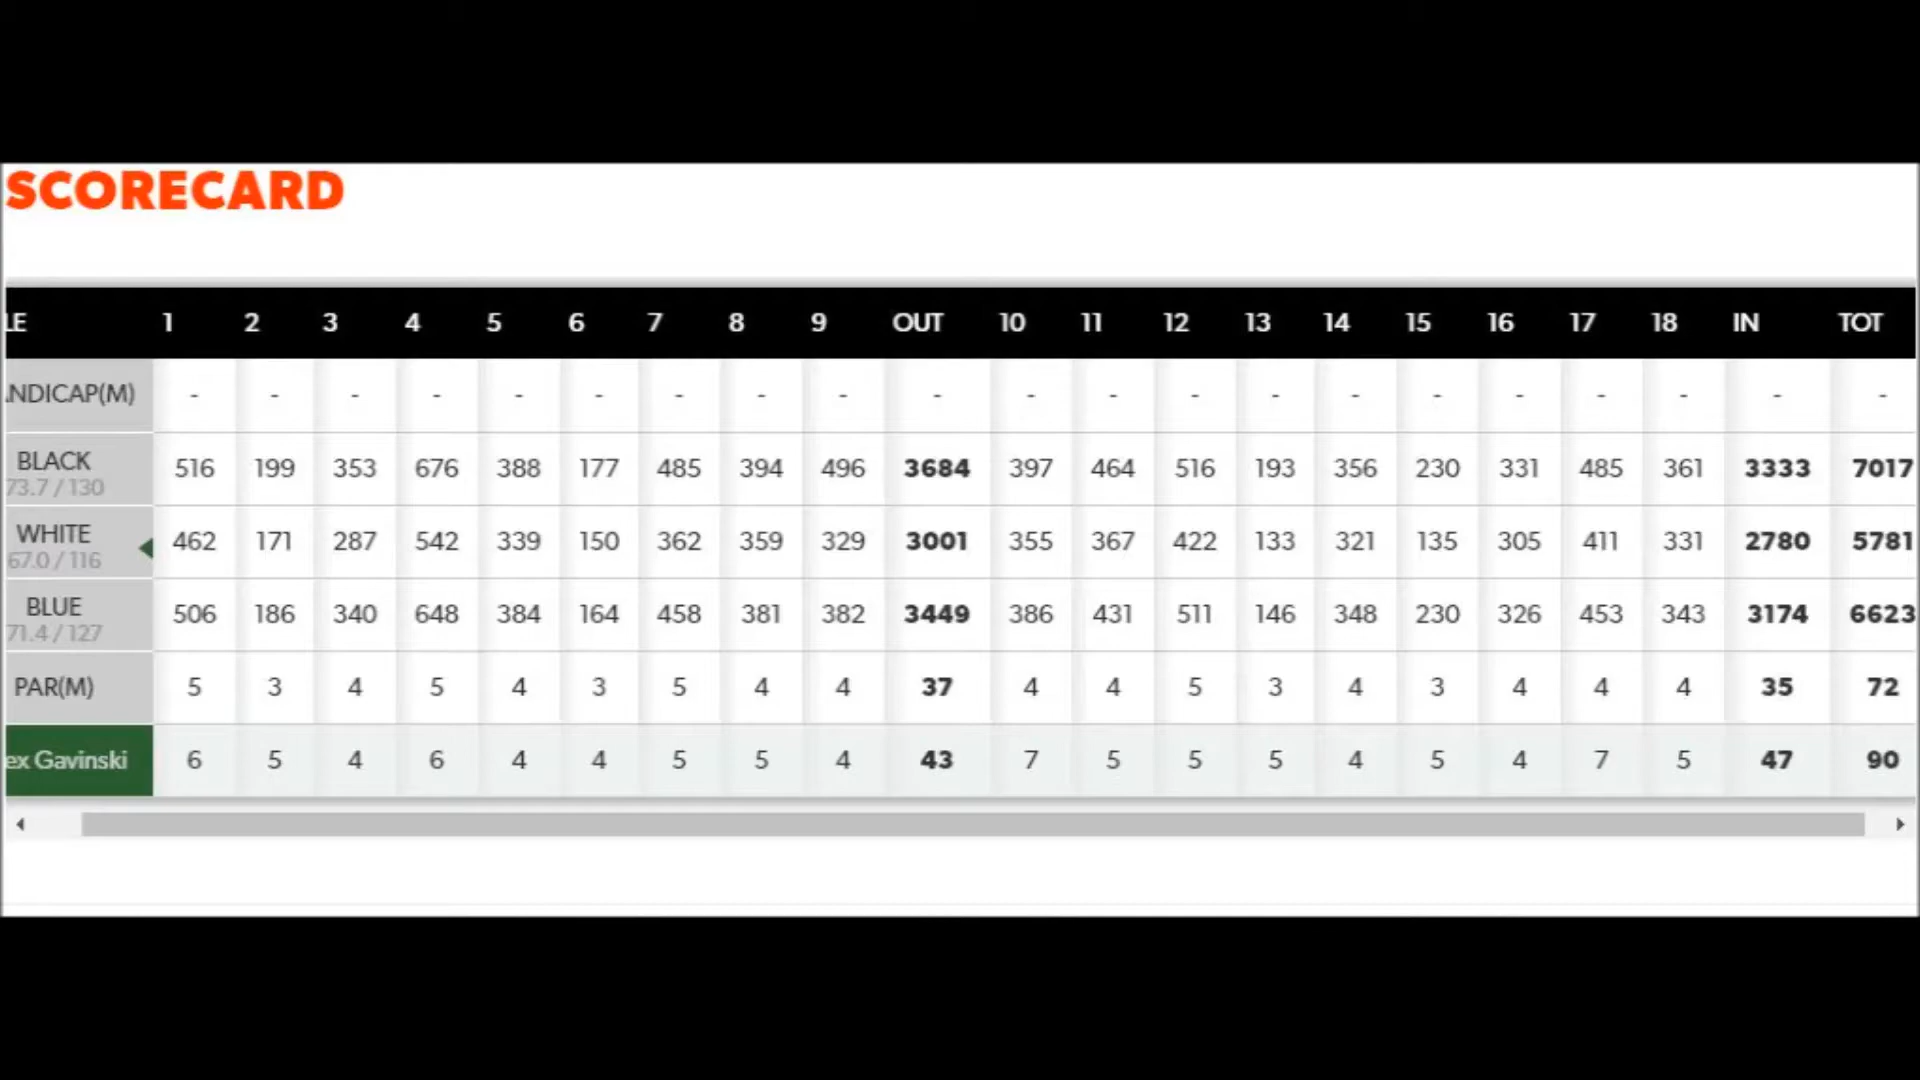 SCORECARD
LE 1 2 3 4 5 6 7 8 9 OUT 10 11 12 13 14 15 16 17 18 IN TOT
NDICAP(M) - - - - - - - - - - - - - - - - - - - - -
BLACK 516 199 353 676 388 177 485 394 496 3684 397 464 516 193 356 230 331 485 361 3333 7017
73.7 / 130
WHITE 462 171 287 542 339 150 362 359 329 3001 355 367 422 133 321 135 305 411 331 2780 5781
67.0 / 116
BLUE 506 186 340 648 384 164 458 381 382 3449 386 431 511 146 348 230 326 453 343 3174 6623
71.4 / 127
PAR(M) 5 3 4 5 4 3 5 4 4 37 4 4 5 3 4 3 4 4 4 35 72
ex Gavinski 6 5 4 6 4 4 5 5 4 43 7 5 5 5 4 5 4 7 5 47 90